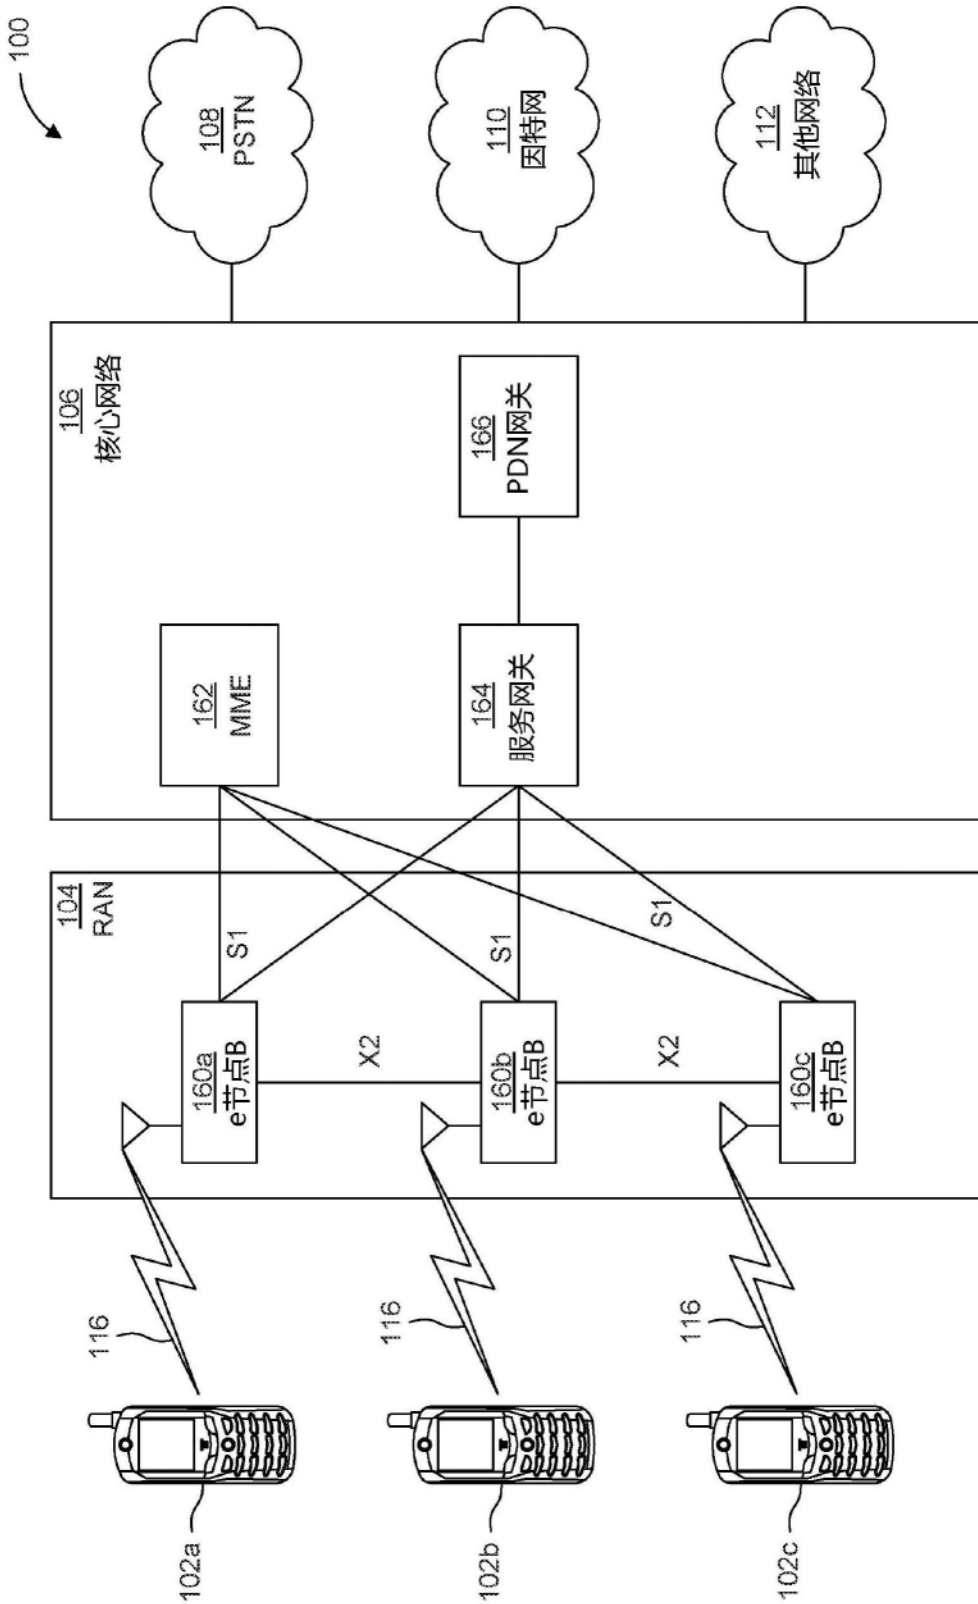 100
108
PSTN
110
因特网
112
其他网络
106
核心网络
162
MME
164
服务网关
166
PDN网关
104
RAN
S1
S1
S1
160a
e节点B
X2
160b
e节点B
X2
160c
e节点B
116
116
116
102a
102b
102c